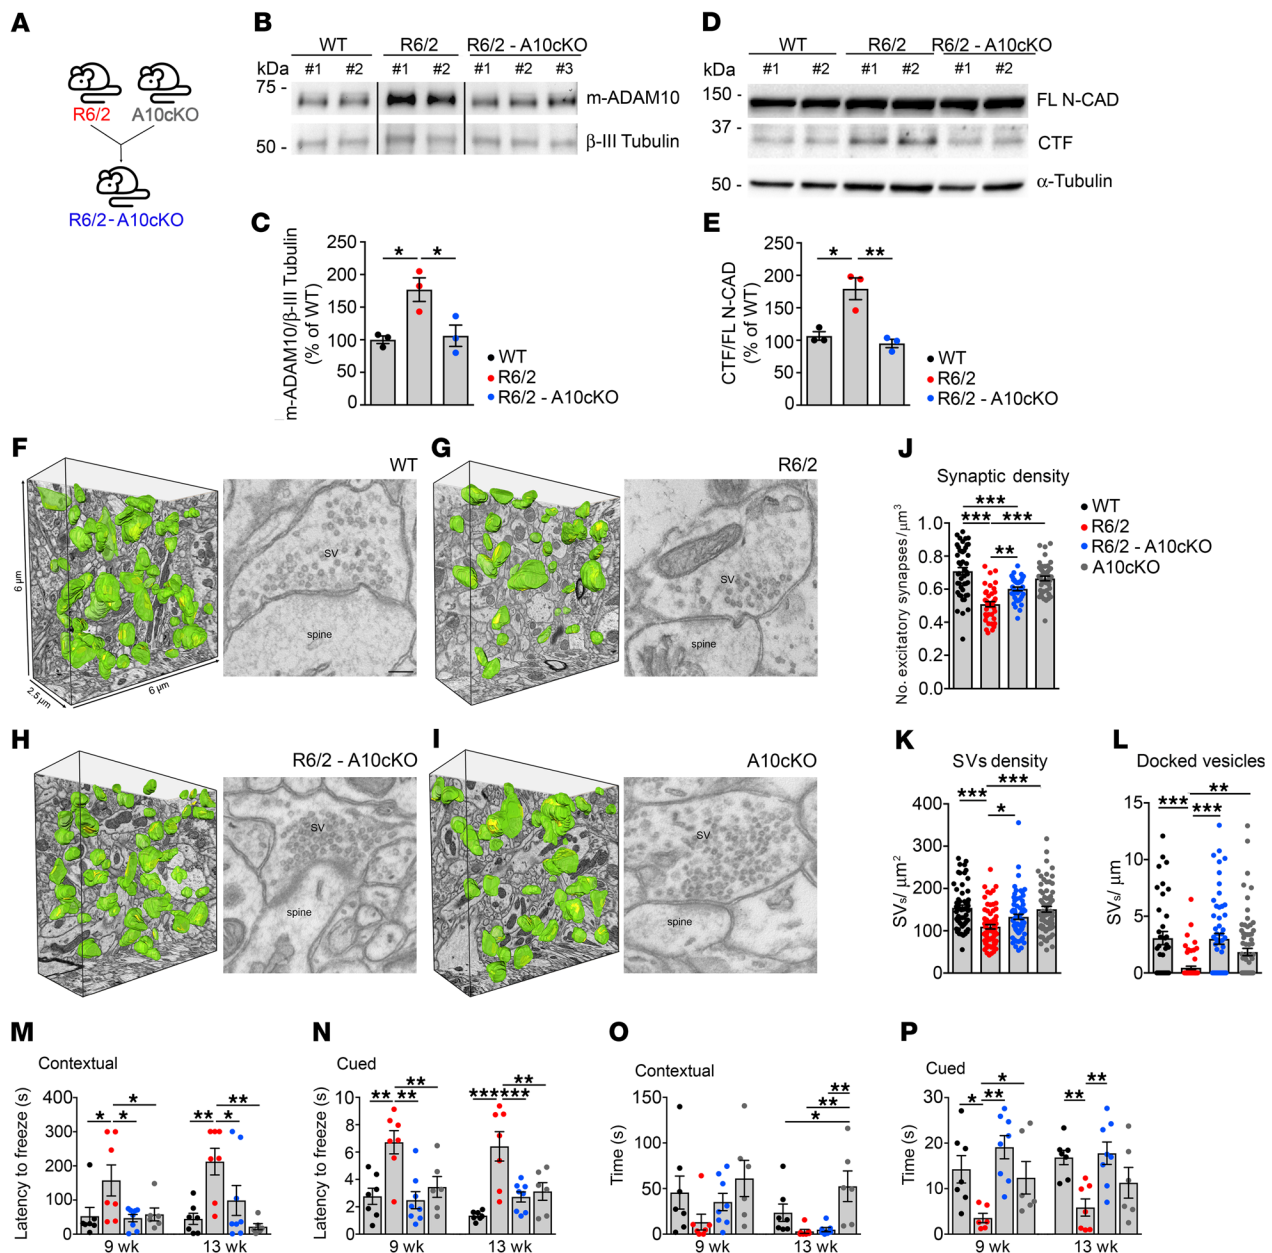 A
R6/2
A10cKO
R6/2 - A10cKO
B
WT
R6/2
R6/2 - A10cKO
kDa
#1
#2
#1
#2
#1
#2
#3
75 -
m-ADAM10
50 -
β-III Tubulin
C
m-ADAM10/β-III Tubulin
(% of WT)
250
200
150
100
50
0
*
*
WT
R6/2
R6/2 - A10cKO
D
WT
R6/2
R6/2 - A10cKO
kDa
#1
#2
#1
#2
#1
#2
150 -
FL N-CAD
37 -
CTF
50 -
α-Tubulin
E
CTF/FL N-CAD
(% of WT)
250
200
150
100
50
0
*
**
WT
R6/2
R6/2 - A10cKO
F
WT
6 µm
2.5 µm
6 µm
SV
spine
G
R6/2
SV
spine
H
R6/2 - A10cKO
SV
spine
I
A10cKO
SV
spine
J
Synaptic density
No. excitatory synapses/µm³
1.0
0.8
0.6
0.4
0.2
0.0
***
***
***
**
WT
R6/2
R6/2 - A10cKO
A10cKO
K
SVs density
SVs/ µm²
400
300
200
100
0
***
***
*
L
Docked vesicles
SVs/ µm
15
10
5
0
**
***
***
M
Contextual
Latency to freeze (s)
400
300
200
100
0
*
*
*
**
**
*
9 wk
13 wk
N
Cued
Latency to freeze (s)
10
8
6
4
2
0
**
**
**
**
***
***
9 wk
13 wk
O
Contextual
Time (s)
150
100
50
0
**
**
*
9 wk
13 wk
P
Cued
Time (s)
30
20
10
0
*
*
**
**
**
9 wk
13 wk